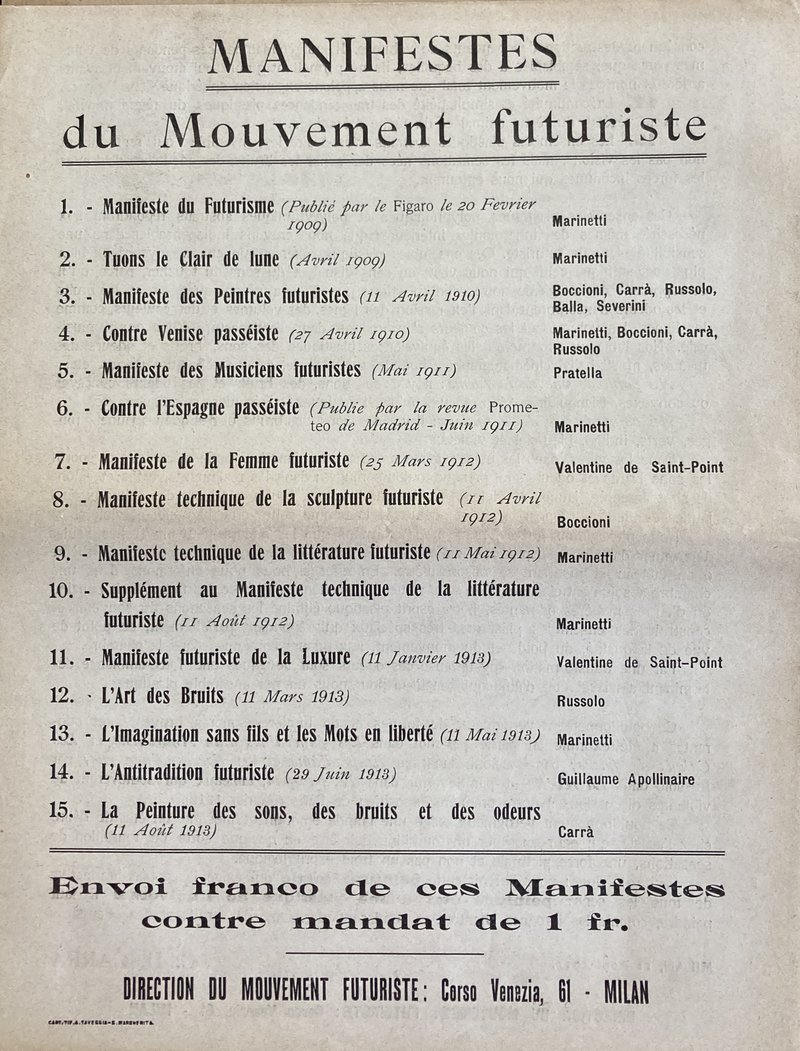 MANIFESTES
du Mouvement futuriste
1. - Manifeste du Futurisme (Publié par le Figaro le 20 Fevrier
1909) Marinetti
2. - Tuons le Clair de lune (Avril 1909) Marinetti
3. - Manifeste des Peintres futuristes (11 Avril 1910) Boccioni, Carrà, Russolo,
Balla, Severini
4. - Contre Venise passéiste (27 Avril 1910) Marinetti, Boccioni, Carrà,
Russolo
5. - Manifeste des Musiciens futuristes (Mai 1911) Pratella
6. - Contre l'Espagne passéiste (Publie par la revue Prome-
teo de Madrid - Juin 1911) Marinetti
7. - Manifeste de la Femme futuriste (25 Mars 1912) Valentine de Saint-Point
8. - Manifeste technique de la sculpture futuriste (11 Avril
1912) Boccioni
9. - Manifeste technique de la littérature futuriste (11 Mai 1912) Marinetti
10. - Supplément au Manifeste technique de la littérature
futuriste (11 Août 1912) Marinetti
11. - Manifeste futuriste de la Luxure (11 Janvier 1913) Valentine de Saint-Point
12. - L'Art des Bruits (11 Mars 1913) Russolo
13. - L'Imagination sans fils et les Mots en liberté (11 Mai 1913) Marinetti
14. - L'Antitradition futuriste (29 Juin 1913) Guillaume Apollinaire
15. - La Peinture des sons, des bruits et des odeurs
(11 Août 1913) Carrà
Envoi franco de ces Manifestes
contre mandat de 1 fr.
DIRECTION DU MOUVEMENT FUTURISTE: Corso Venezia, 61 - MILAN
TAVEGGIA - S. MARGHERITA